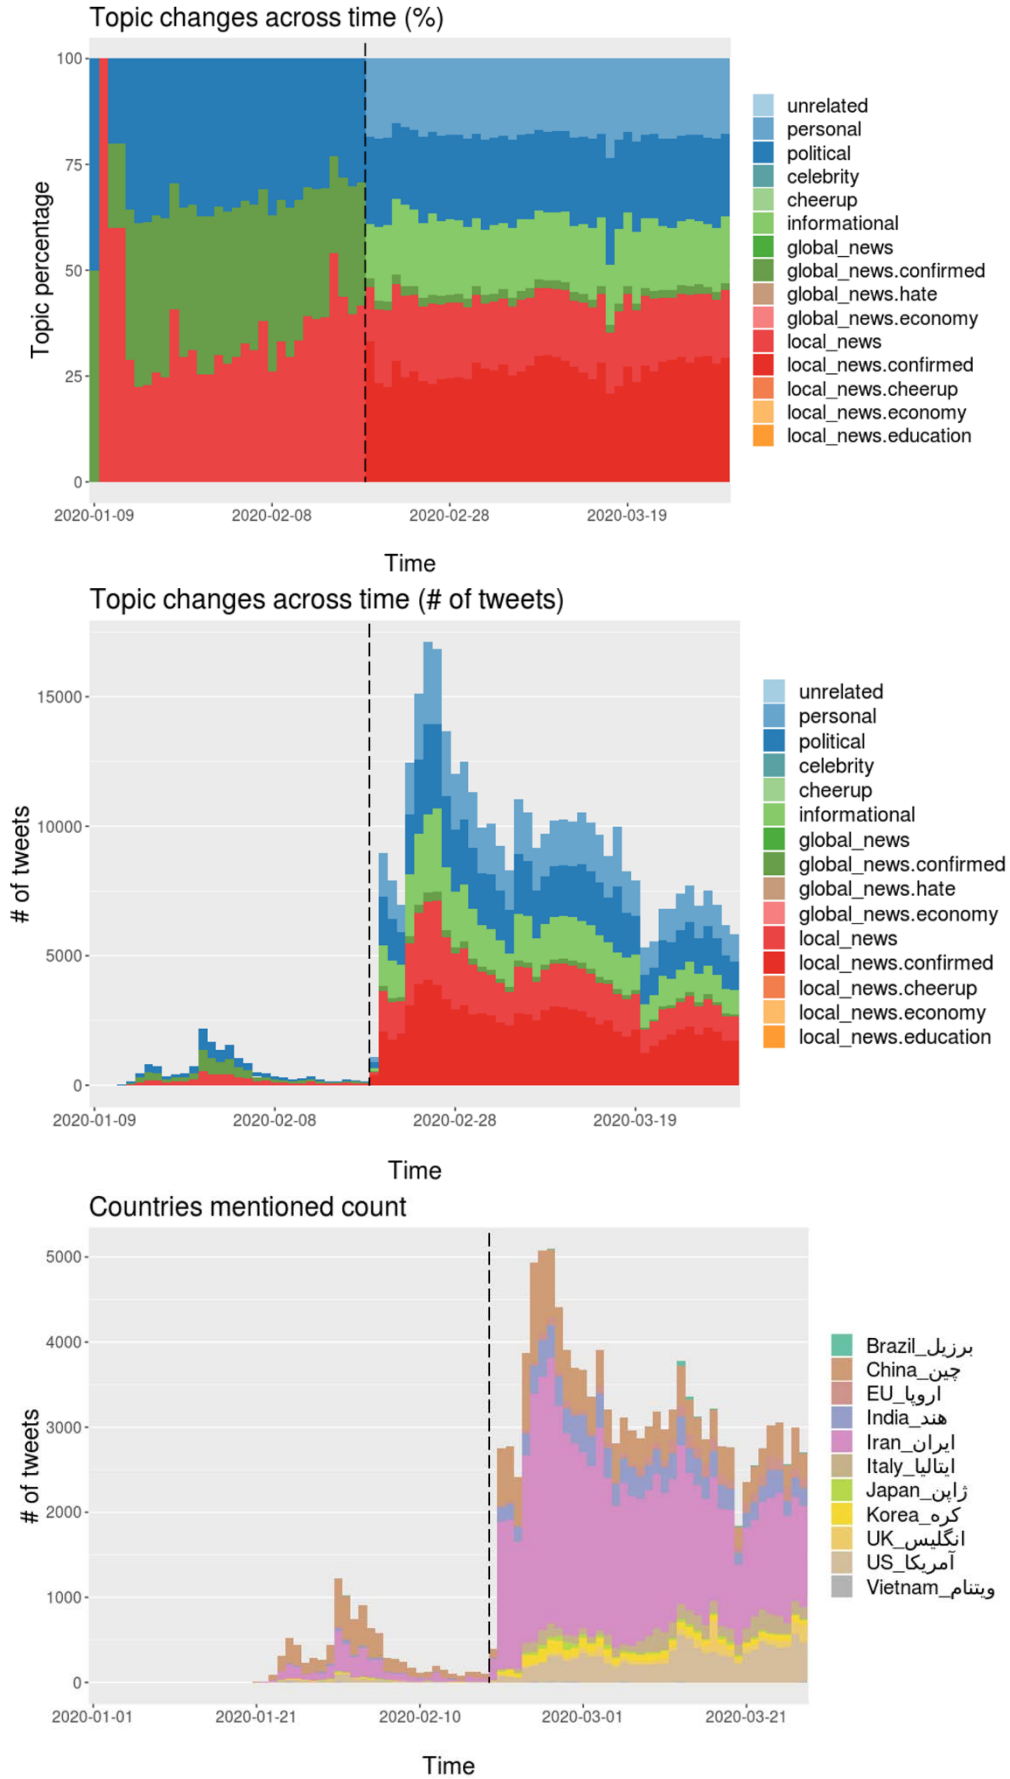 Topic changes across time (%)
Topic percentage
100
75
50
25
0
2020-01-09
2020-02-08
2020-02-28
2020-03-19
Time
unrelated
personal
political
celebrity
cheerup
informational
global_news
global_news.confirmed
global_news.hate
global_news.economy
local_news
local_news.confirmed
local_news.cheerup
local_news.economy
local_news.education
Topic changes across time (# of tweets)
# of tweets
15000
10000
5000
0
2020-01-09
2020-02-08
2020-02-28
2020-03-19
Time
unrelated
personal
political
celebrity
cheerup
informational
global_news
global_news.confirmed
global_news.hate
global_news.economy
local_news
local_news.confirmed
local_news.cheerup
local_news.economy
local_news.education
Countries mentioned count
# of tweets
5000
4000
3000
2000
1000
0
2020-01-01
2020-01-21
2020-02-10
2020-03-01
2020-03-21
Time
Brazil_برزیل
China_چین
EU_اروپا
India_هند
Iran_ایران
Italy_ایتالیا
Japan_ژاپن
Korea_کره
UK_انگلیس
US_آمریکا
Vietnam_ویتنام